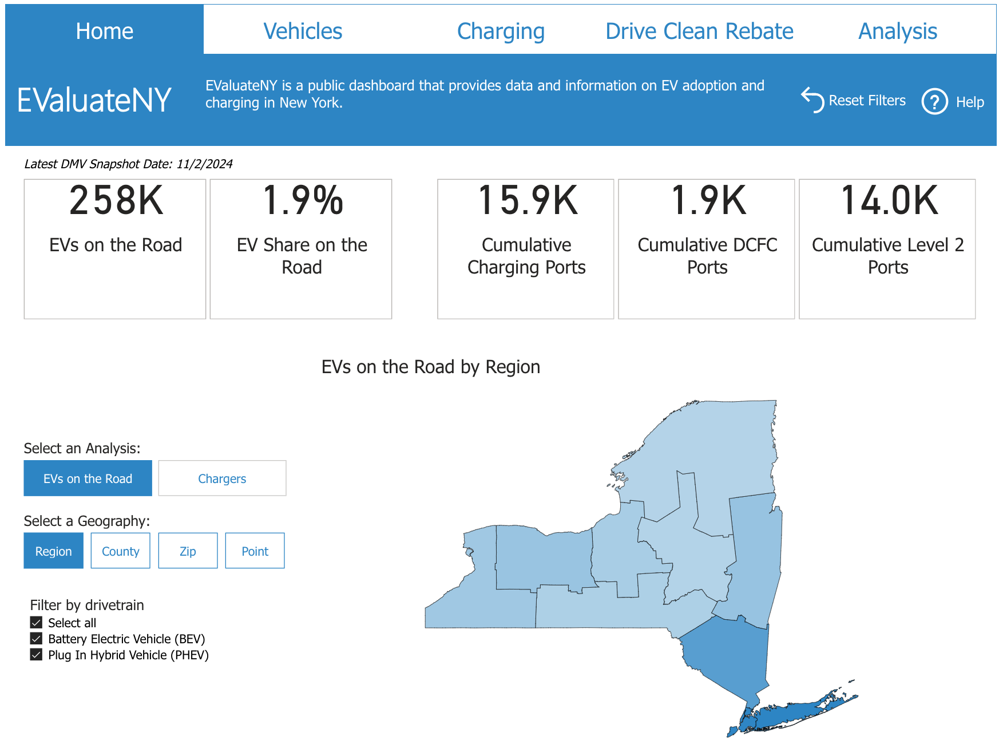 Home
Vehicles
Charging
Drive Clean Rebate
Analysis
EValuateNY
EValuateNY is a public dashboard that provides data and information on EV adoption and
charging in New York.
Reset Filters
?
Help
Latest DMV Snapshot Date: 11/2/2024
258K
EVs on the Road
1.9%
EV Share on the
Road
15.9K
Cumulative
Charging Ports
1.9K
Cumulative DCFC
Ports
14.0K
Cumulative Level 2
Ports
EVs on the Road by Region
Select an Analysis:
EVs on the Road
Chargers
Select a Geography:
Region
County
Zip
Point
Filter by drivetrain
Select all
Battery Electric Vehicle (BEV)
Plug In Hybrid Vehicle (PHEV)